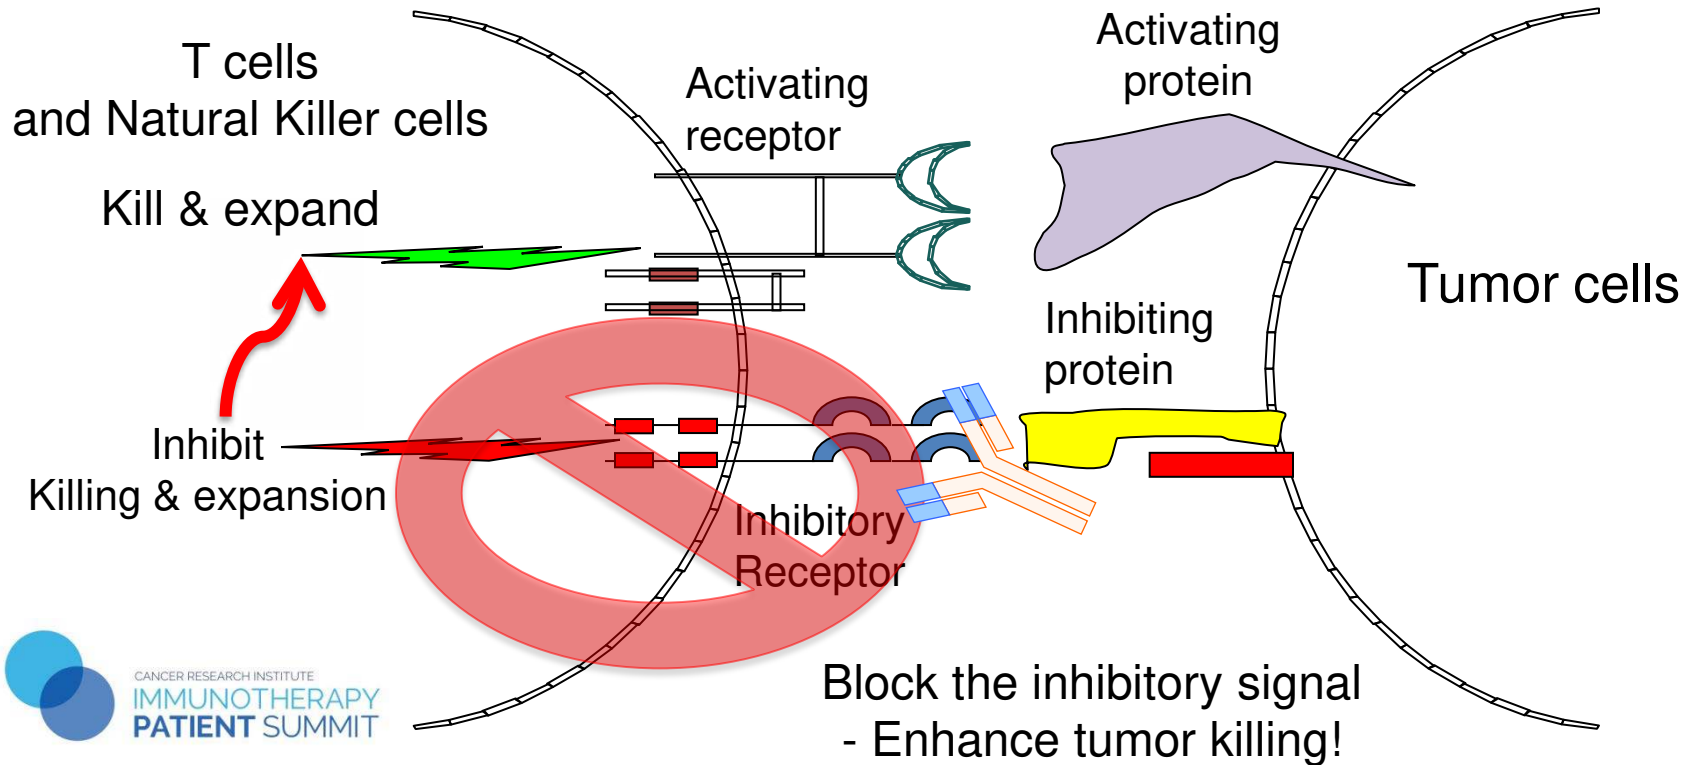 T cells
and Natural Killer cells
Kill & expand
Activating
receptor
Activating
protein
Tumor cells
Inhibiting
protein
Inhibit
Killing & expansion
Inhibitory
Receptor
Block the inhibitory signal
- Enhance tumor killing!
CANCER RESEARCH INSTITUTE
IMMUNOTHERAPY
PATIENT SUMMIT